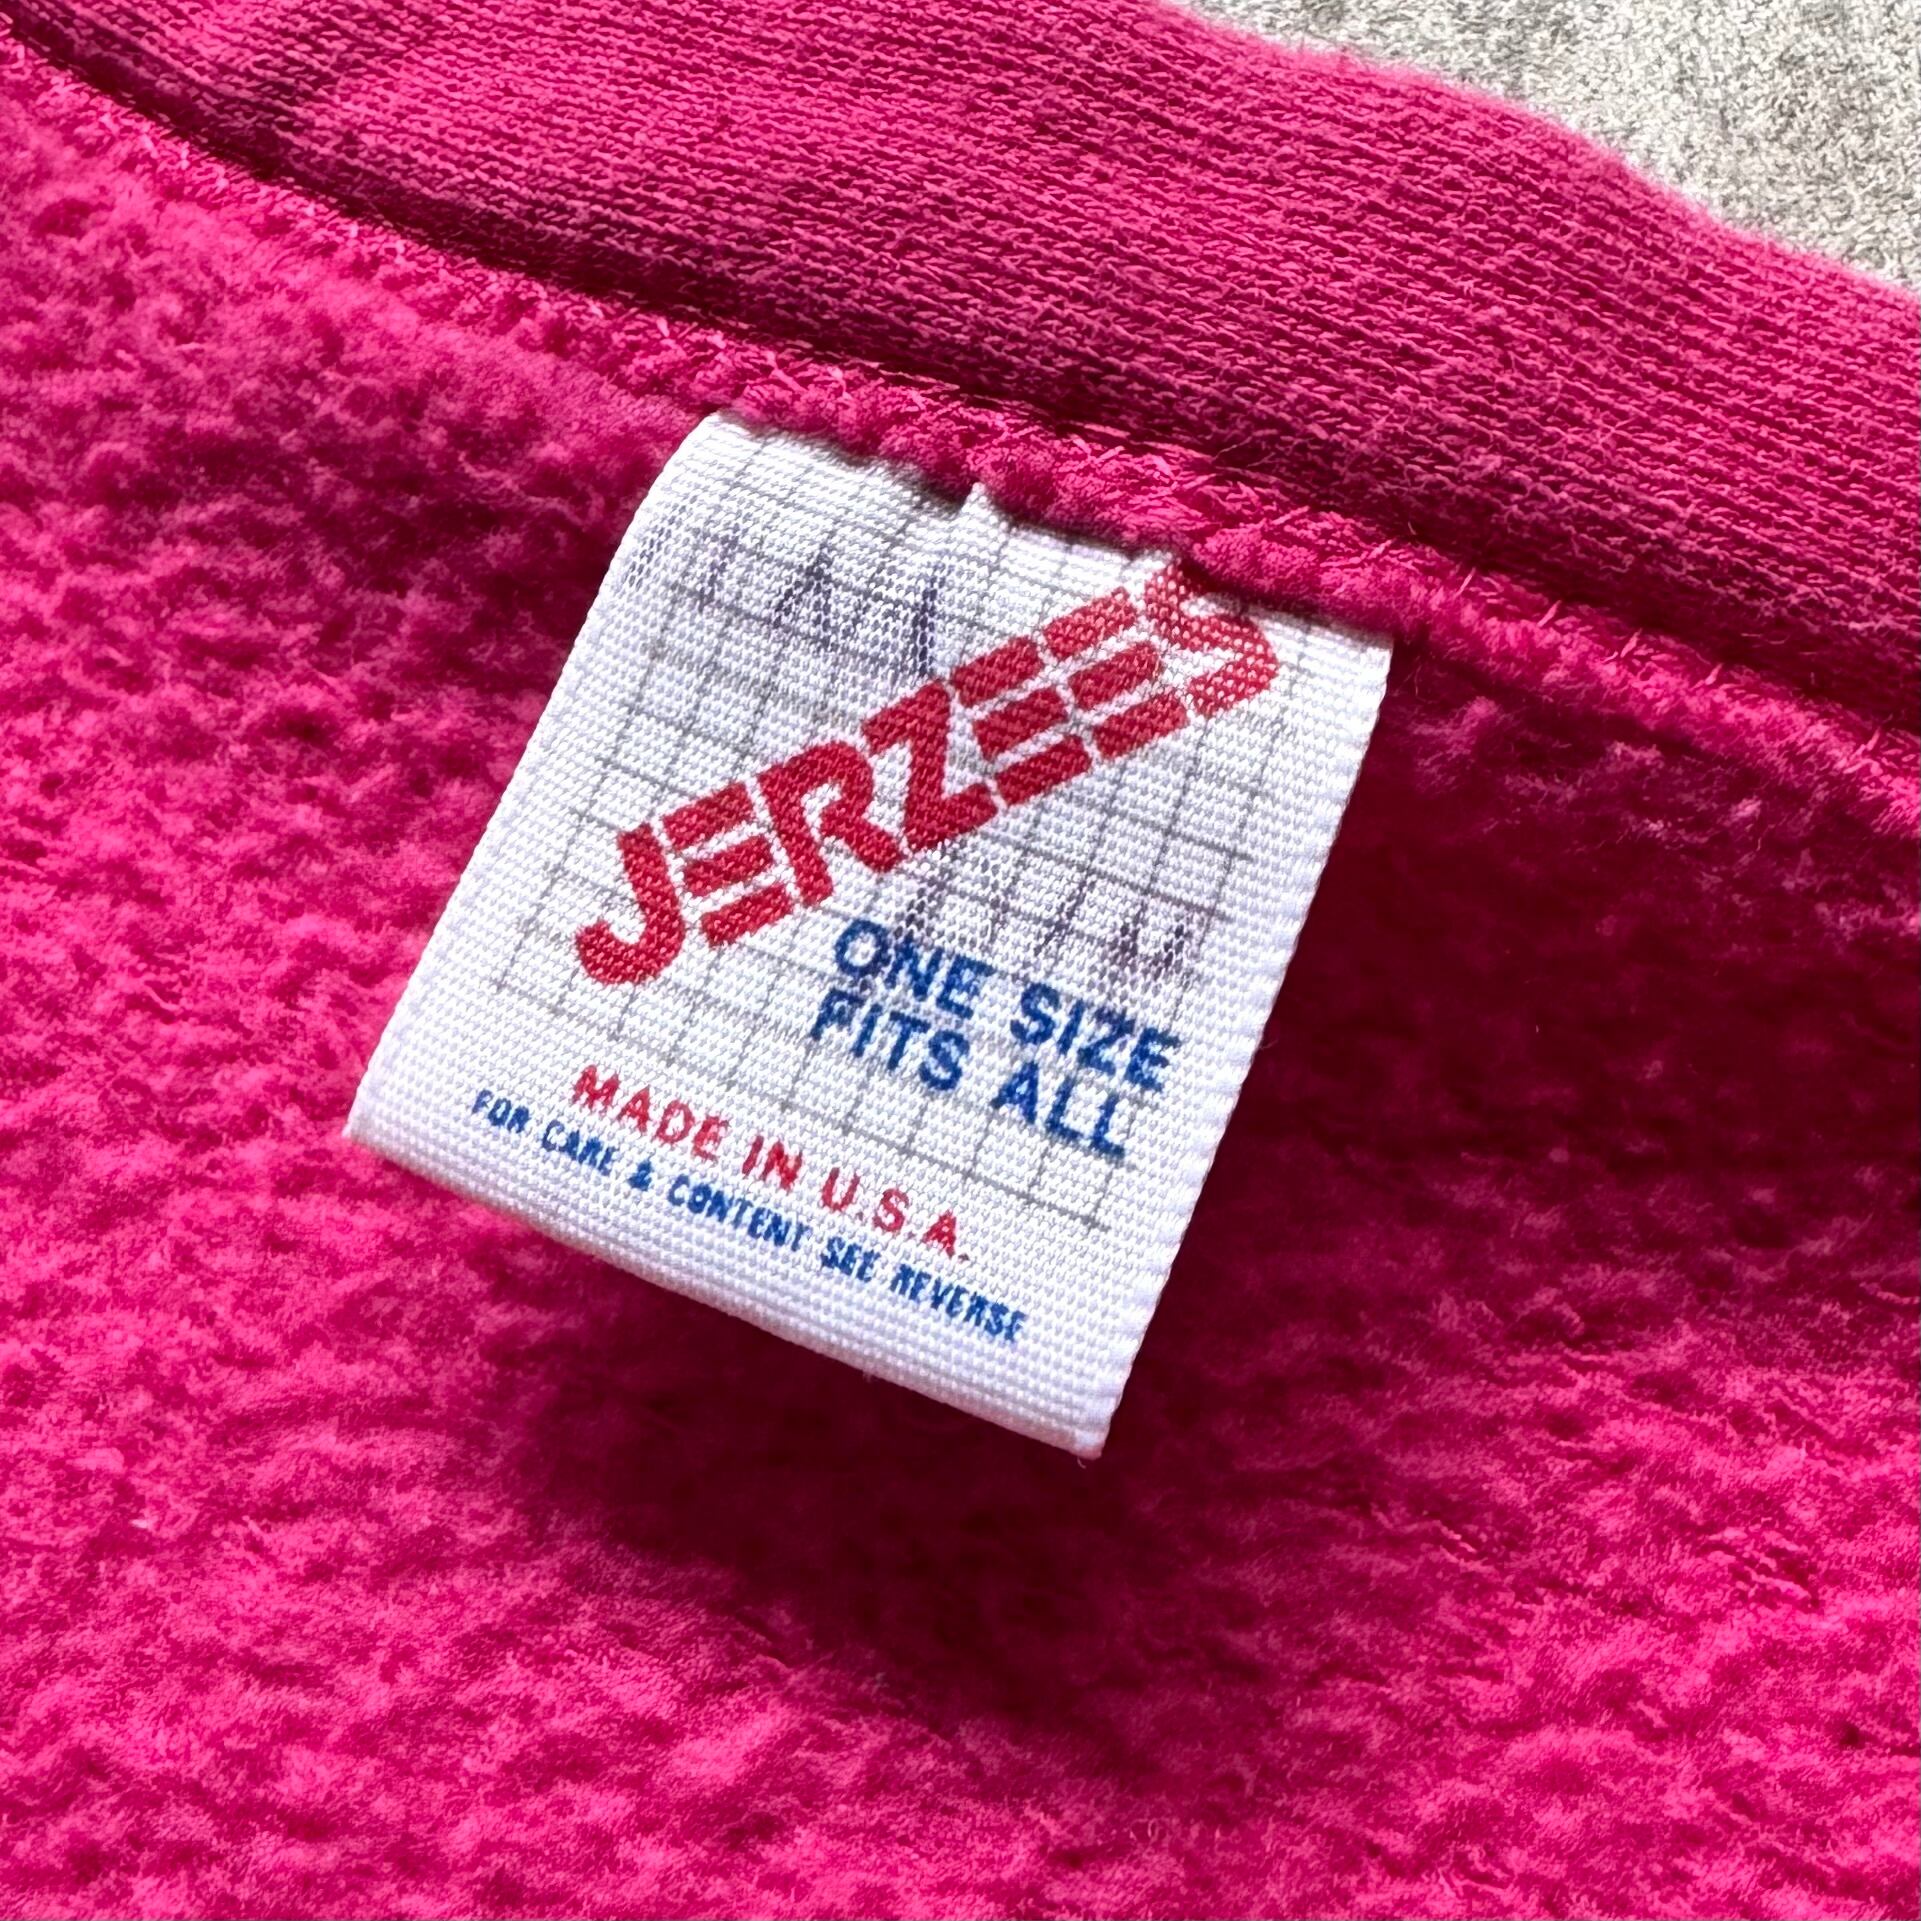 JERZEES
ONE SIZE
FITS ALL
MADE IN U.S.A.
FOR CARE & CONTENT SEE REVERSE